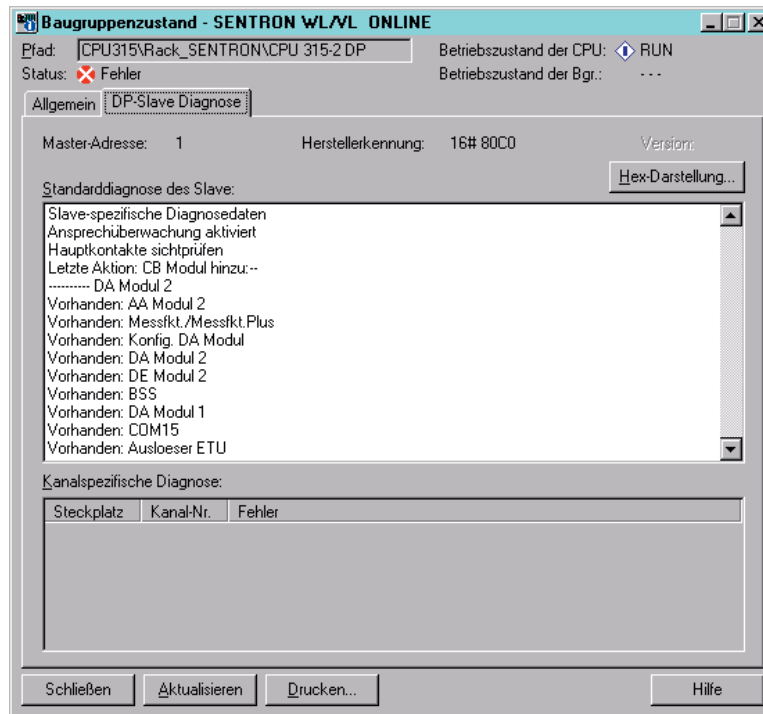 Baugruppenzustand - SENTRON WL/VL ONLINE
Pfad: CPU315\Rack_SENTRON\CPU 315-2 DP Betriebszustand der CPU: RUN
Status: Fehler Betriebszustand der Bgr.: - - -
Allgemein DP-Slave Diagnose
Master-Adresse: 1 Herstellerkennung: 16# 80C0 Version:
Hex-Darstellung...
Standarddiagnose des Slave:
Slave-spezifische Diagnosedaten
Ansprechüberwachung aktiviert
Hauptkontakte sichtprüfen
Letzte Aktion: CB Modul hinzu:--
---------- DA Modul 2
Vorhanden: AA Modul 2
Vorhanden: Messfkt./Messfkt.Plus
Vorhanden: Konfig. DA Modul
Vorhanden: DA Modul 2
Vorhanden: DE Modul 2
Vorhanden: BSS
Vorhanden: DA Modul 1
Vorhanden: COM15
Vorhanden: Ausloeser ETU
Kanalspezifische Diagnose:
Steckplatz Kanal-Nr. Fehler
Schließen Aktualisieren Drucken... Hilfe